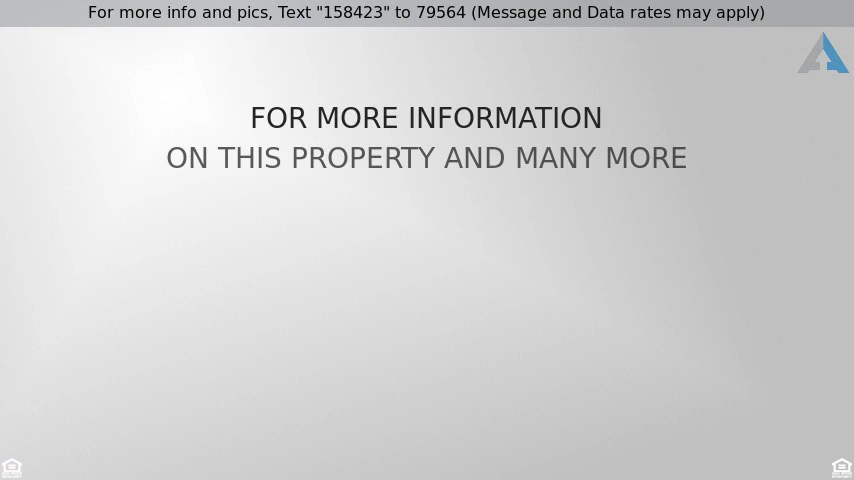 For more info and pics, Text "158423" to 79564 (Message and Data rates may apply)
FOR MORE INFORMATION
ON THIS PROPERTY AND MANY MORE